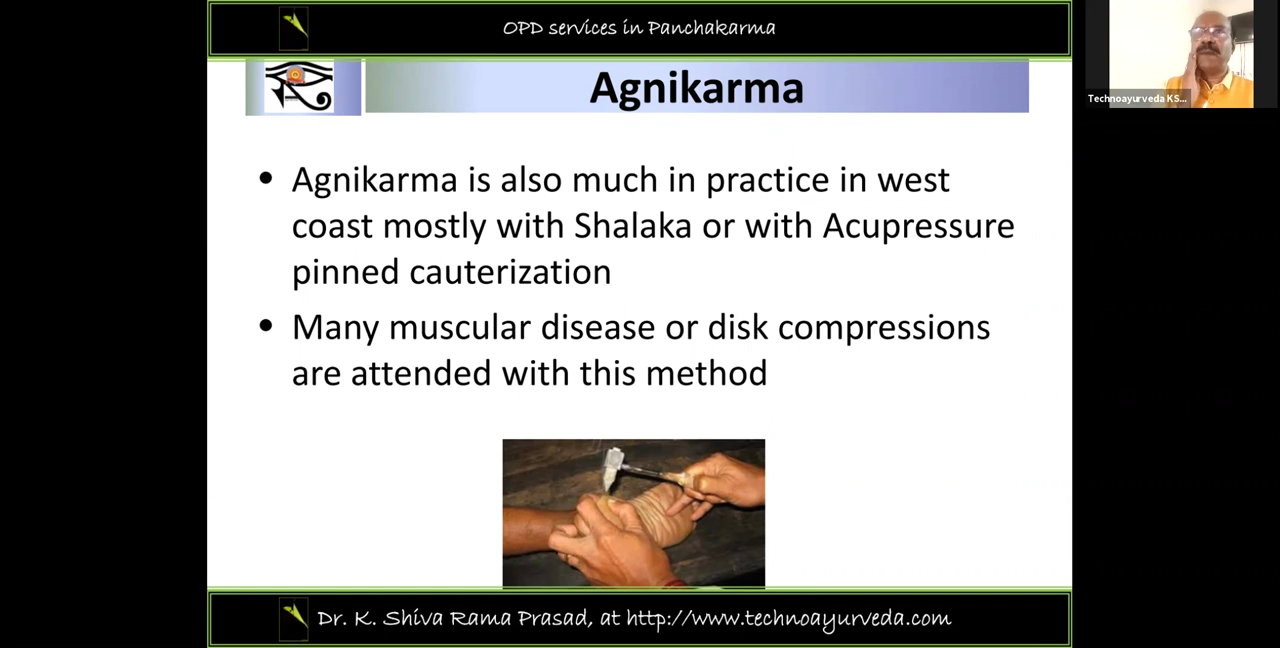 OPD services in Panchakarma
Agnikarma
• Agnikarma is also much in practice in west
coast mostly with Shalaka or with Acupressure
pinned cauterization
• Many muscular disease or disk compressions
are attended with this method
Dr. K. Shiva Rama Prasad, at http://www.technoayurveda.com
Technoayurveda KS...